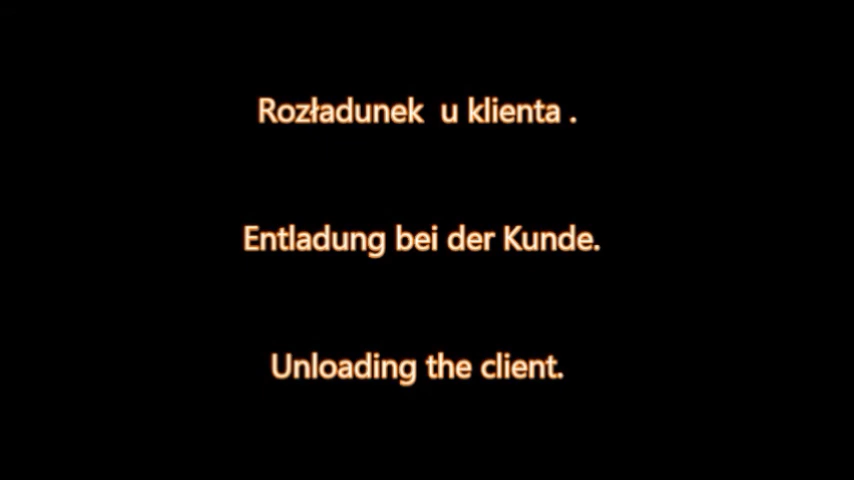 Rozładunek  u klienta .
Entladung bei der Kunde.
Unloading the client.